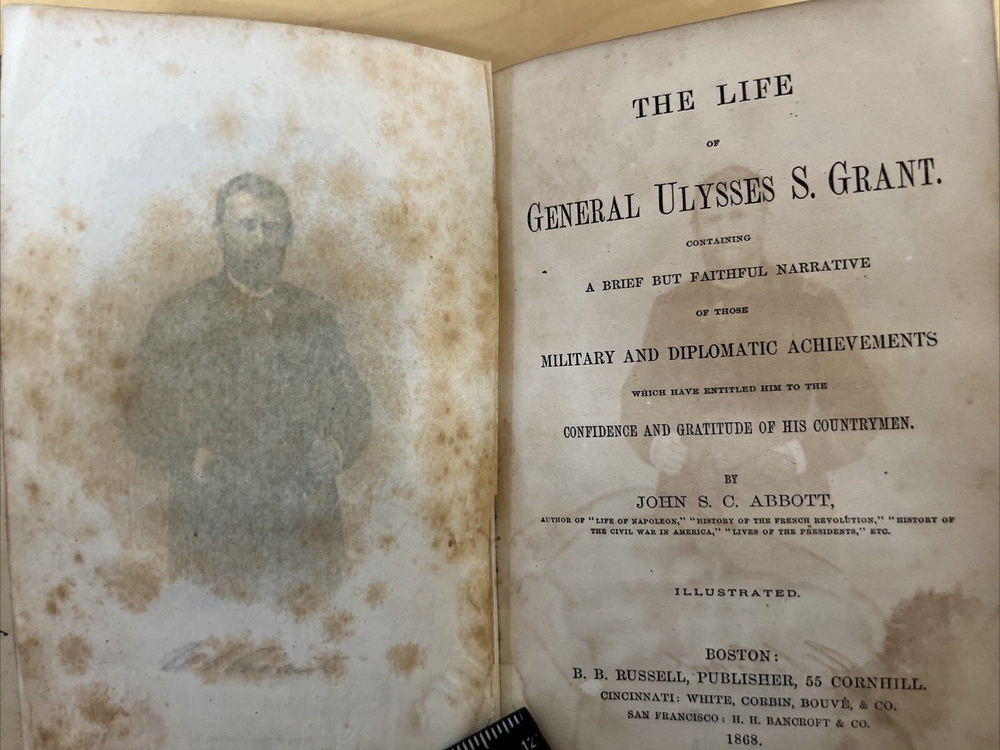 THE LIFE
OF
GENERAL ULYSSES S. GRANT.
CONTAINING
A BRIEF BUT FAITHFUL NARRATIVE
OF THOSE
MILITARY AND DIPLOMATIC ACHIEVEMENTS
WHICH HAVE ENTITLED HIM TO THE
CONFIDENCE AND GRATITUDE OF HIS COUNTRYMEN.
BY
JOHN S. C. ABBOTT,
AUTHOR OF "LIFE OF NAPOLEON," "HISTORY OF THE FRENCH REVOLUTION," "HISTORY OF
THE CIVIL WAR IN AMERICA," "LIVES OF THE PRESIDENTS," ETC.
ILLUSTRATED.
BOSTON:
B. B. RUSSELL, PUBLISHER, 55 CORNHILL.
CINCINNATI: WHITE, CORBIN, BOUVÉ, & CO.
SAN FRANCISCO: H. H. BANCROFT & CO.
1868.